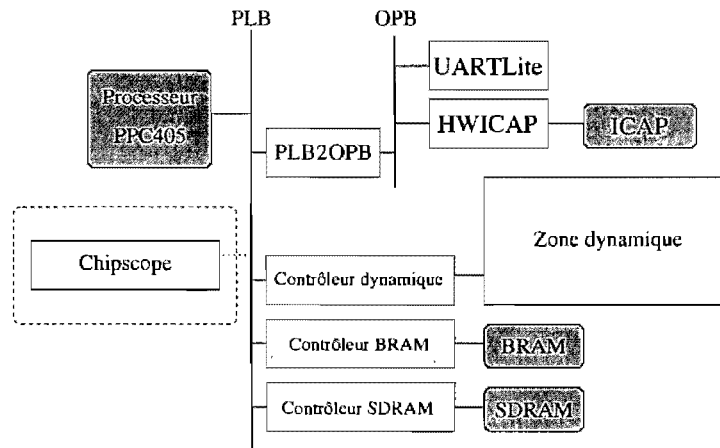 PLB
OPB
Processeur
PPC405
UARTLite
HWICAP
ICAP
PLB2OPB
Zone dynamique
Chipscope
Contrôleur dynamique
Contrôleur BRAM
BRAM
Contrôleur SDRAM
SDRAM